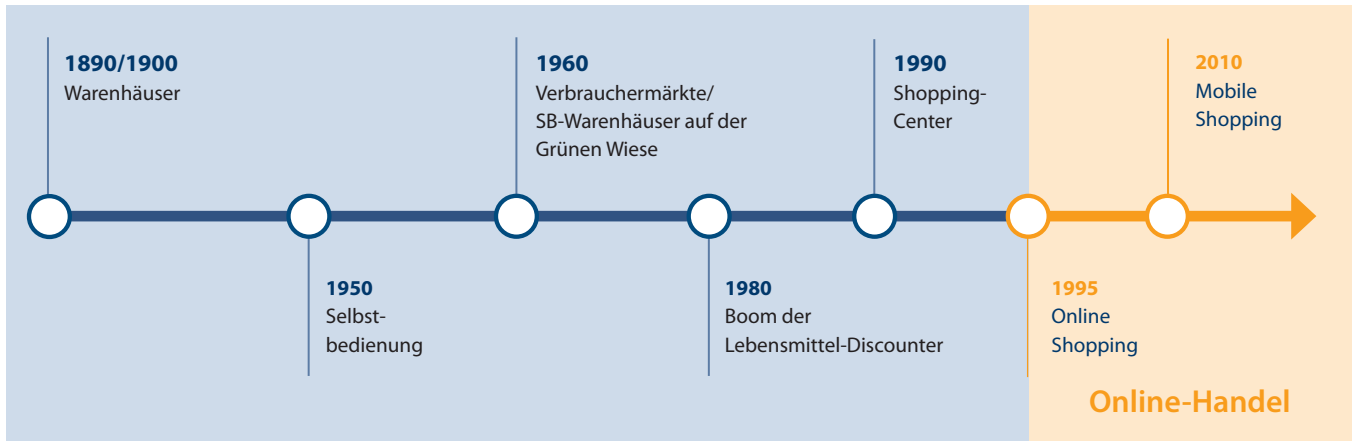 1890/1900
Warenhäuser
1960
Verbrauchermärkte/
SB-Warenhäuser auf der
Grünen Wiese
1990
Shopping-
Center
2010
Mobile
Shopping
1950
Selbst-
bedienung
1980
Boom der
Lebensmittel-Discounter
1995
Online
Shopping
Online-Handel